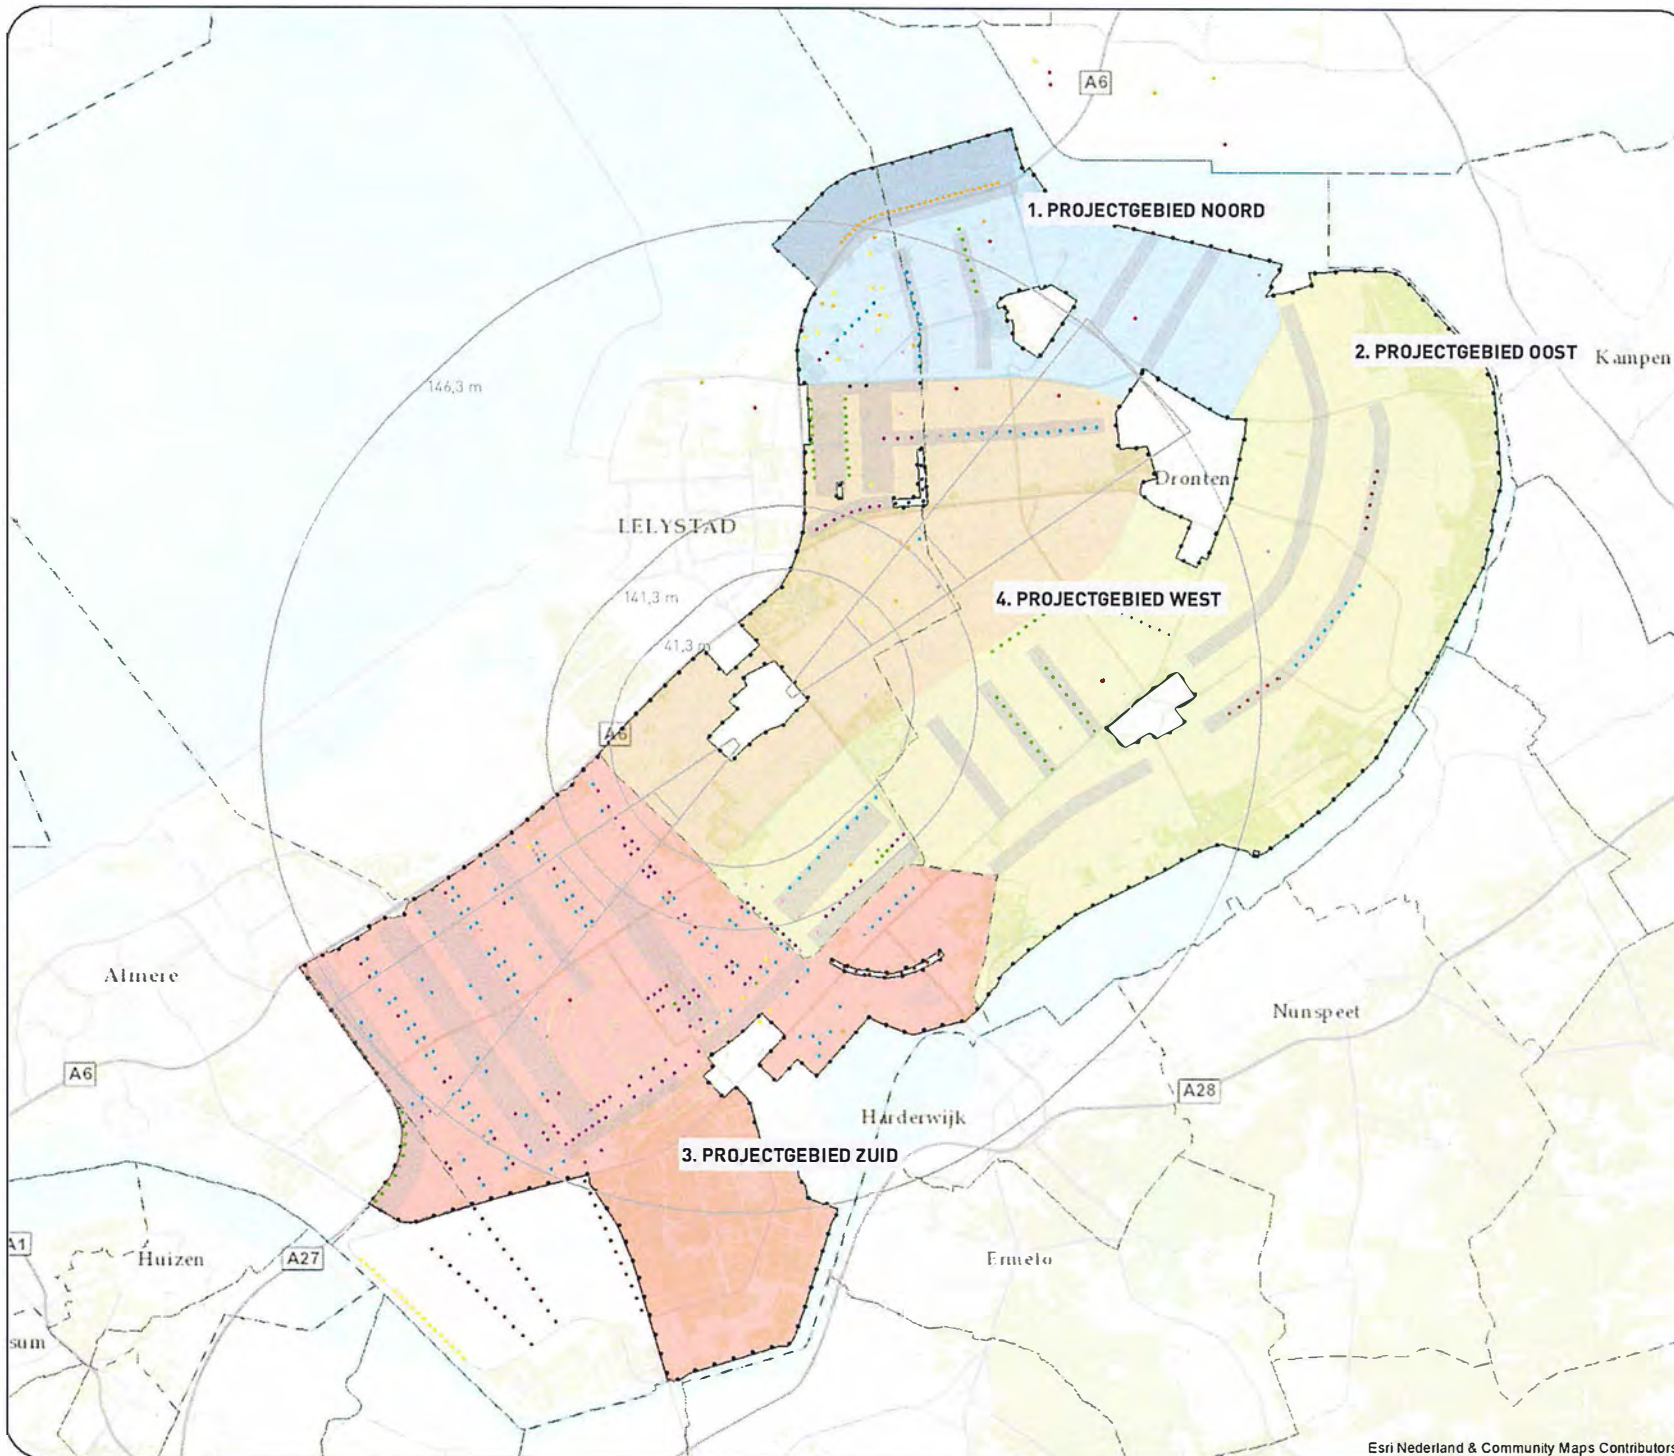 A6
1. PROJECTGEBIED NOORD
2. PROJECTGEBIED OOST
Kampen
146,3 m
Dronten
LELYSTAD
141,3 m
4. PROJECTGEBIED WEST
41,3 m
A6
Almere
Nunspeet
A6
A28
Harderwijk
3. PROJECTGEBIED ZUID
A1
Huizen
A27
Ermelo
sum
Esri Nederland & Community Maps Contributors